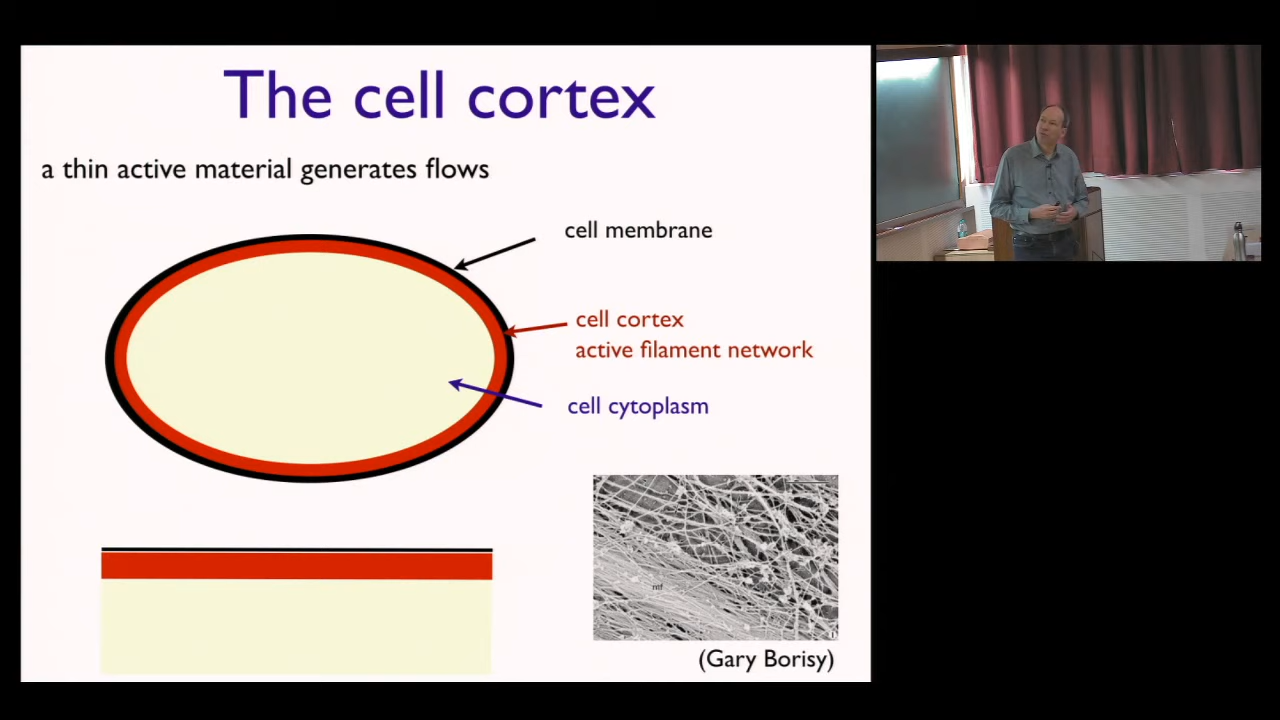 The cell cortex
a thin active material generates flows
cell membrane
cell cortex
active filament network
cell cytoplasm
mf
(Gary Borisy)